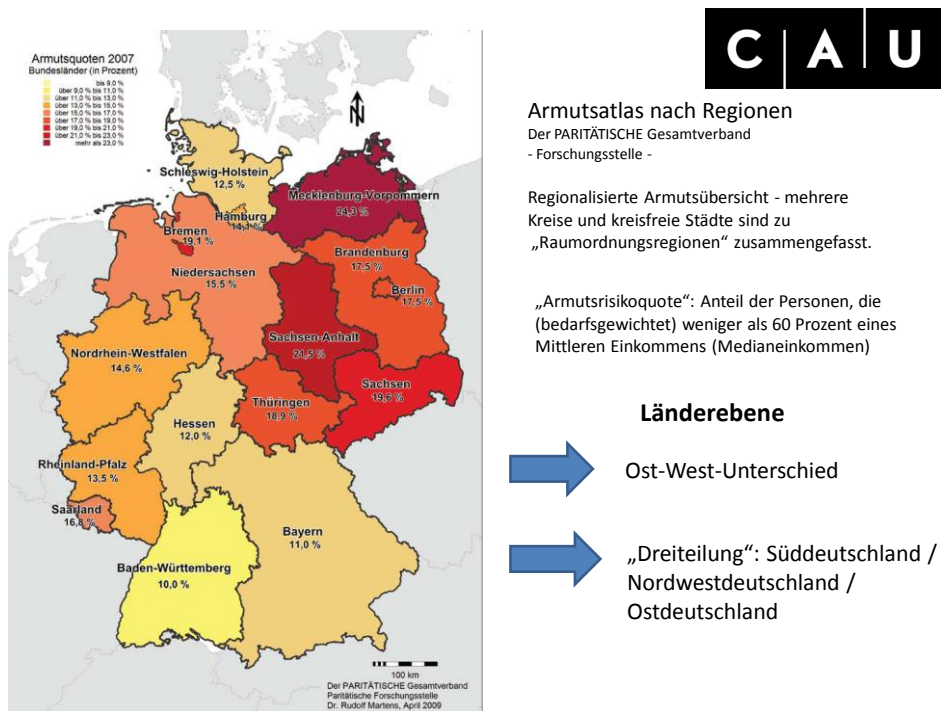 C A U
Armutsquoten 2007
Bundesländer (in Prozent)
bis 9,0 %
über 9,0 % bis 11,0 %
über 11,0 % bis 13,0 %
über 13,0 % bis 15,0 %
über 15,0 % bis 17,0 %
über 17,0 % bis 19,0 %
über 19,0 % bis 21,0 %
über 21,0 % bis 23,0 %
mehr als 23,0 %
N
Schleswig-Holstein
12,5 %
Mecklenburg-Vorpommern
24,3 %
Hamburg
14,1 %
Bremen
19,1 %
Niedersachsen
15,5 %
Brandenburg
17,5 %
Berlin
17,5 %
Sachsen-Anhalt
21,5 %
Nordrhein-Westfalen
14,6 %
Sachsen
19,6 %
Thüringen
18,9 %
Hessen
12,0 %
Rheinland-Pfalz
13,5 %
Saarland
16,8 %
Bayern
11,0 %
Baden-Württemberg
10,0 %
100 km
Der PARITÄTISCHE Gesamtverband
Paritätische Forschungsstelle
Dr. Rudolf Martens, April 2009
Armutsatlas nach Regionen
Der PARITÄTISCHE Gesamtverband
- Forschungsstelle -
Regionalisierte Armutsübersicht - mehrere
Kreise und kreisfreie Städte sind zu
„Raumordnungsregionen“ zusammengefasst.
„Armutsrisikoquote“: Anteil der Personen, die
(bedarfsgewichtet) weniger als 60 Prozent eines
Mittleren Einkommens (Medianeinkommen)
Länderebene
Ost-West-Unterschied
„Dreiteilung“: Süddeutschland /
Nordwestdeutschland /
Ostdeutschland